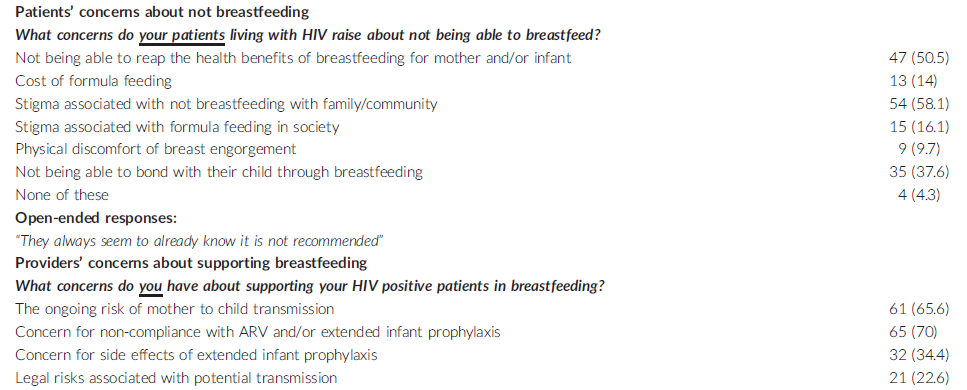 Patients' concerns about not breastfeeding
What concerns do your patients living with HIV raise about not being able to breastfeed?
Not being able to reap the health benefits of breastfeeding for mother and/or infant 47 (50.5)
Cost of formula feeding 13 (14)
Stigma associated with not breastfeeding with family/community 54 (58.1)
Stigma associated with formula feeding in society 15 (16.1)
Physical discomfort of breast engorgement 9 (9.7)
Not being able to bond with their child through breastfeeding 35 (37.6)
None of these 4 (4.3)
Open-ended responses:
"They always seem to already know it is not recommended"
Providers' concerns about supporting breastfeeding
What concerns do you have about supporting your HIV positive patients in breastfeeding?
The ongoing risk of mother to child transmission 61 (65.6)
Concern for non-compliance with ARV and/or extended infant prophylaxis 65 (70)
Concern for side effects of extended infant prophylaxis 32 (34.4)
Legal risks associated with potential transmission 21 (22.6)